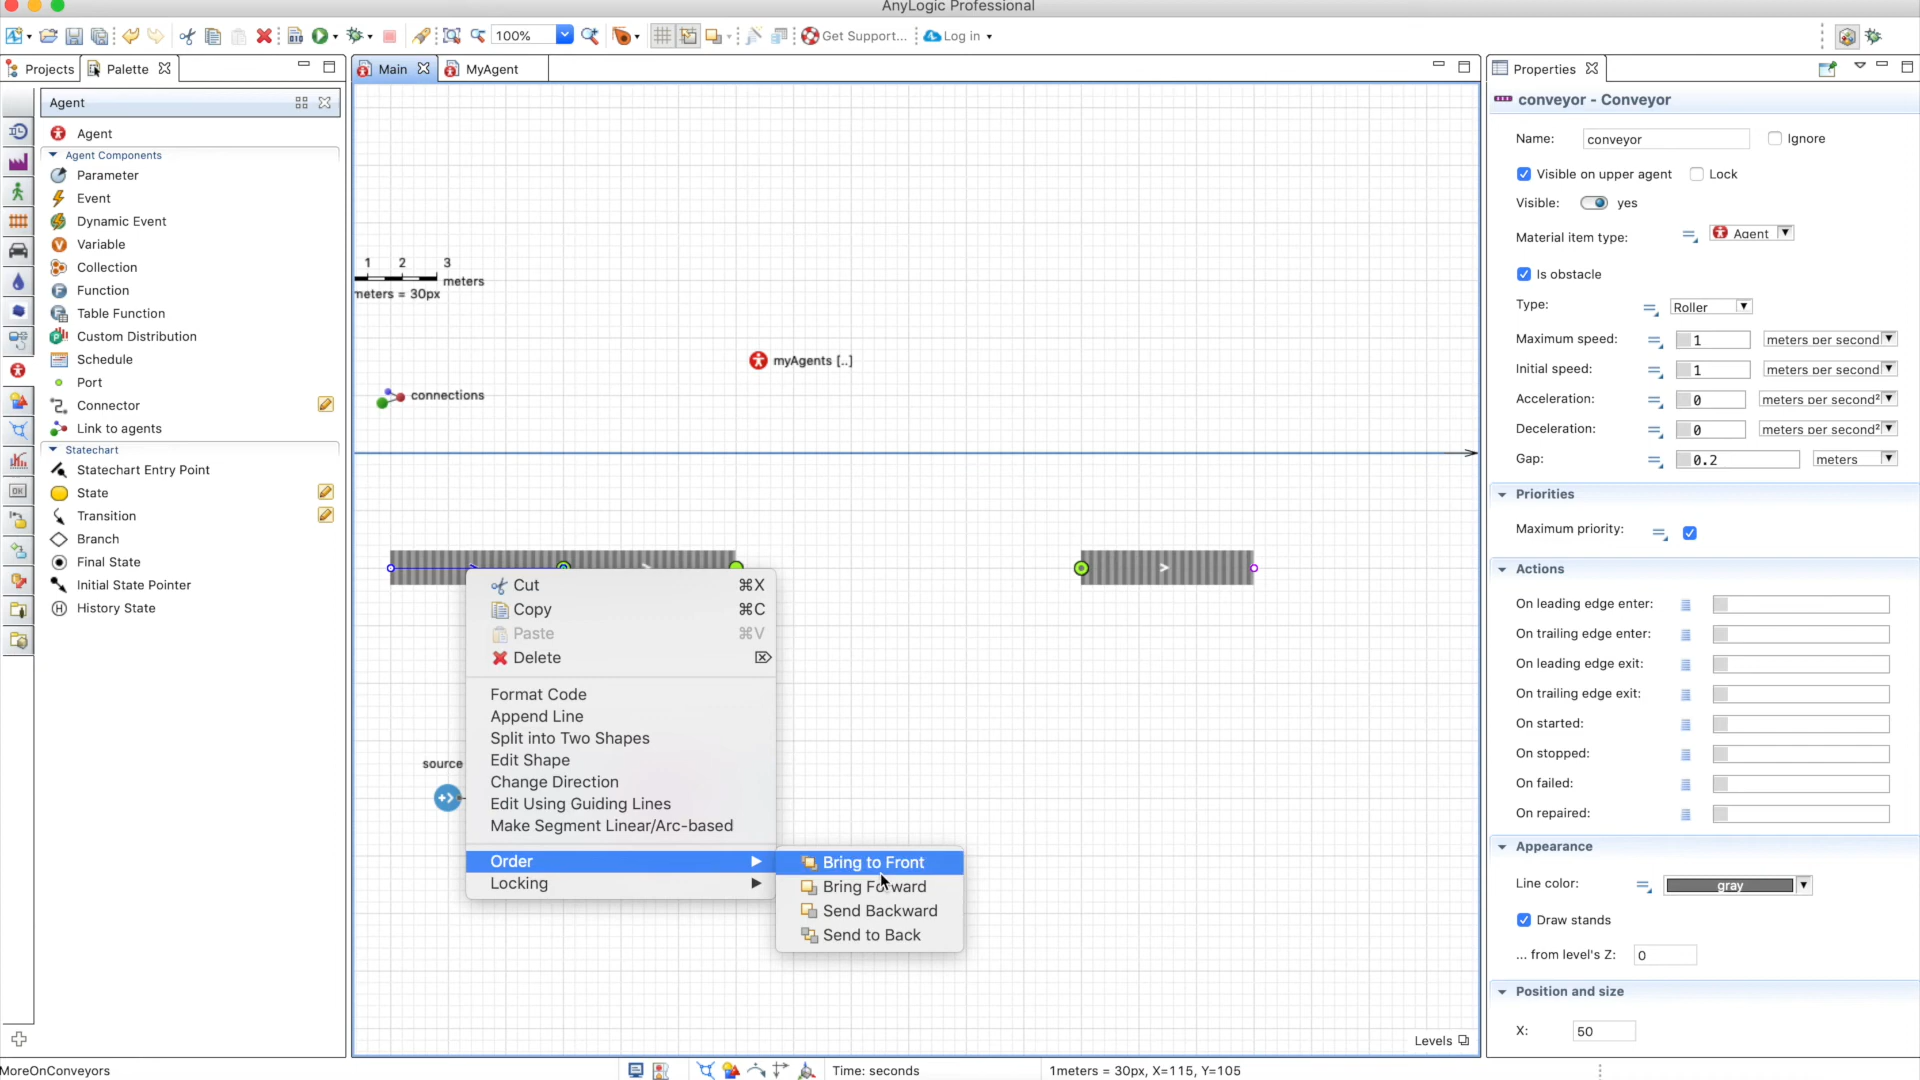 AnyLogic Professional
100%
Get Support...
Log in
Projects
Palette
Main
MyAgent
Properties
Agent
Agent
Agent Components
Parameter
Event
Dynamic Event
Variable
Collection
Function
Table Function
Custom Distribution
Schedule
Port
Connector
Link to agents
Statechart
Statechart Entry Point
State
Transition
Branch
Final State
Initial State Pointer
History State
1 2 3
meters
meters = 30px
myAgents [..]
connections
source
Cut ⌘X
Copy ⌘C
Paste ⌘V
Delete
Format Code
Append Line
Split into Two Shapes
Edit Shape
Change Direction
Edit Using Guiding Lines
Make Segment Linear/Arc-based
Order
Locking
Bring to Front
Bring Forward
Send Backward
Send to Back
Levels
conveyor - Conveyor
Name: conveyor Ignore
Visible on upper agent Lock
Visible: yes
Material item type: Agent
Is obstacle
Type: Roller
Maximum speed: 1 meters per second
Initial speed: 1 meters per second
Acceleration: 0 meters per second²
Deceleration: 0 meters per second²
Gap: 0.2 meters
Priorities
Maximum priority:
Actions
On leading edge enter:
On trailing edge enter:
On leading edge exit:
On trailing edge exit:
On started:
On stopped:
On failed:
On repaired:
Appearance
Line color: gray
Draw stands
... from level's Z: 0
Position and size
X: 50
MoreOnConveyors
Time: seconds
1meters = 30px, X=115, Y=105